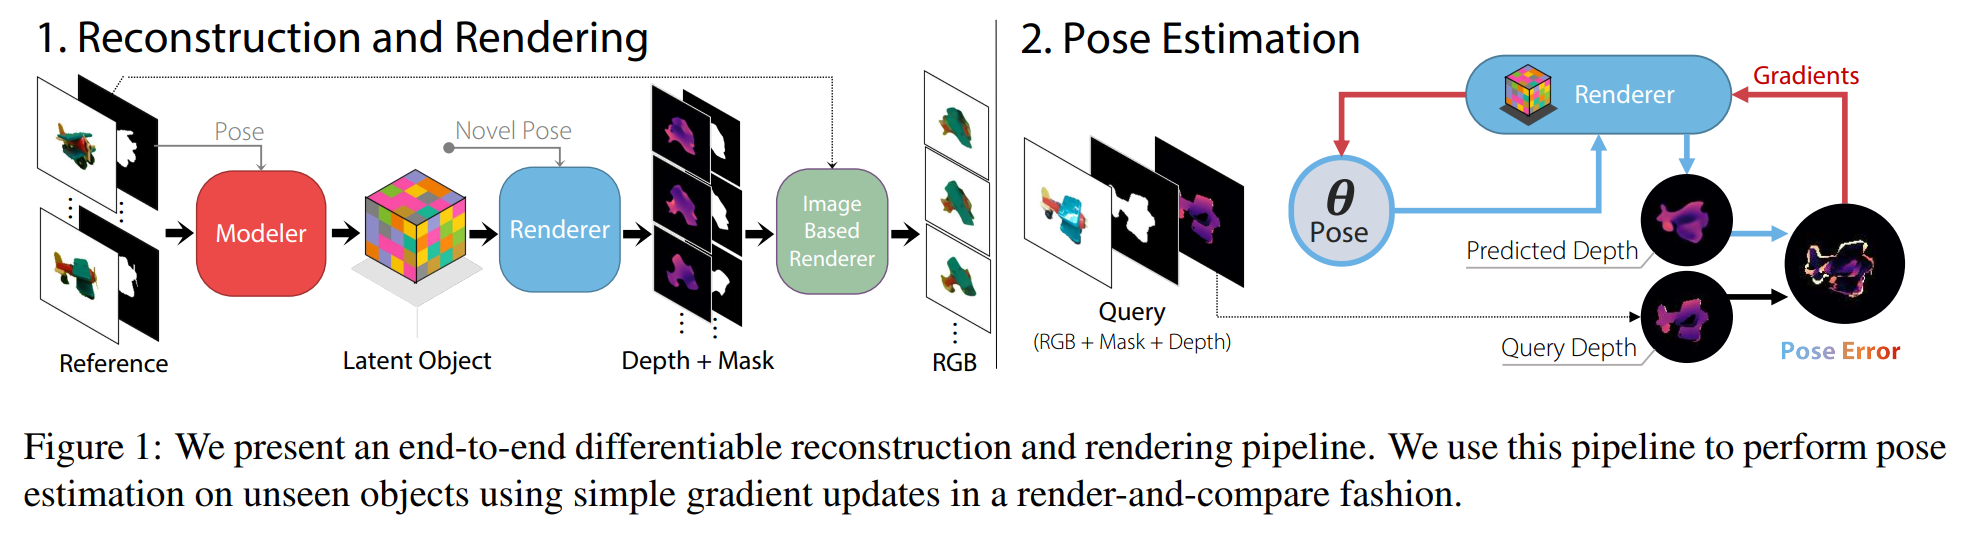 1. Reconstruction and Rendering
Pose
Novel Pose
Modeler
Renderer
Image
Based
Renderer
Reference
Latent Object
Depth + Mask
RGB
2. Pose Estimation
Gradients
Renderer
θ
Pose
Predicted Depth
Query
(RGB + Mask + Depth)
Query Depth
Pose Error
Figure 1: We present an end-to-end differentiable reconstruction and rendering pipeline. We use this pipeline to perform pose
estimation on unseen objects using simple gradient updates in a render-and-compare fashion.